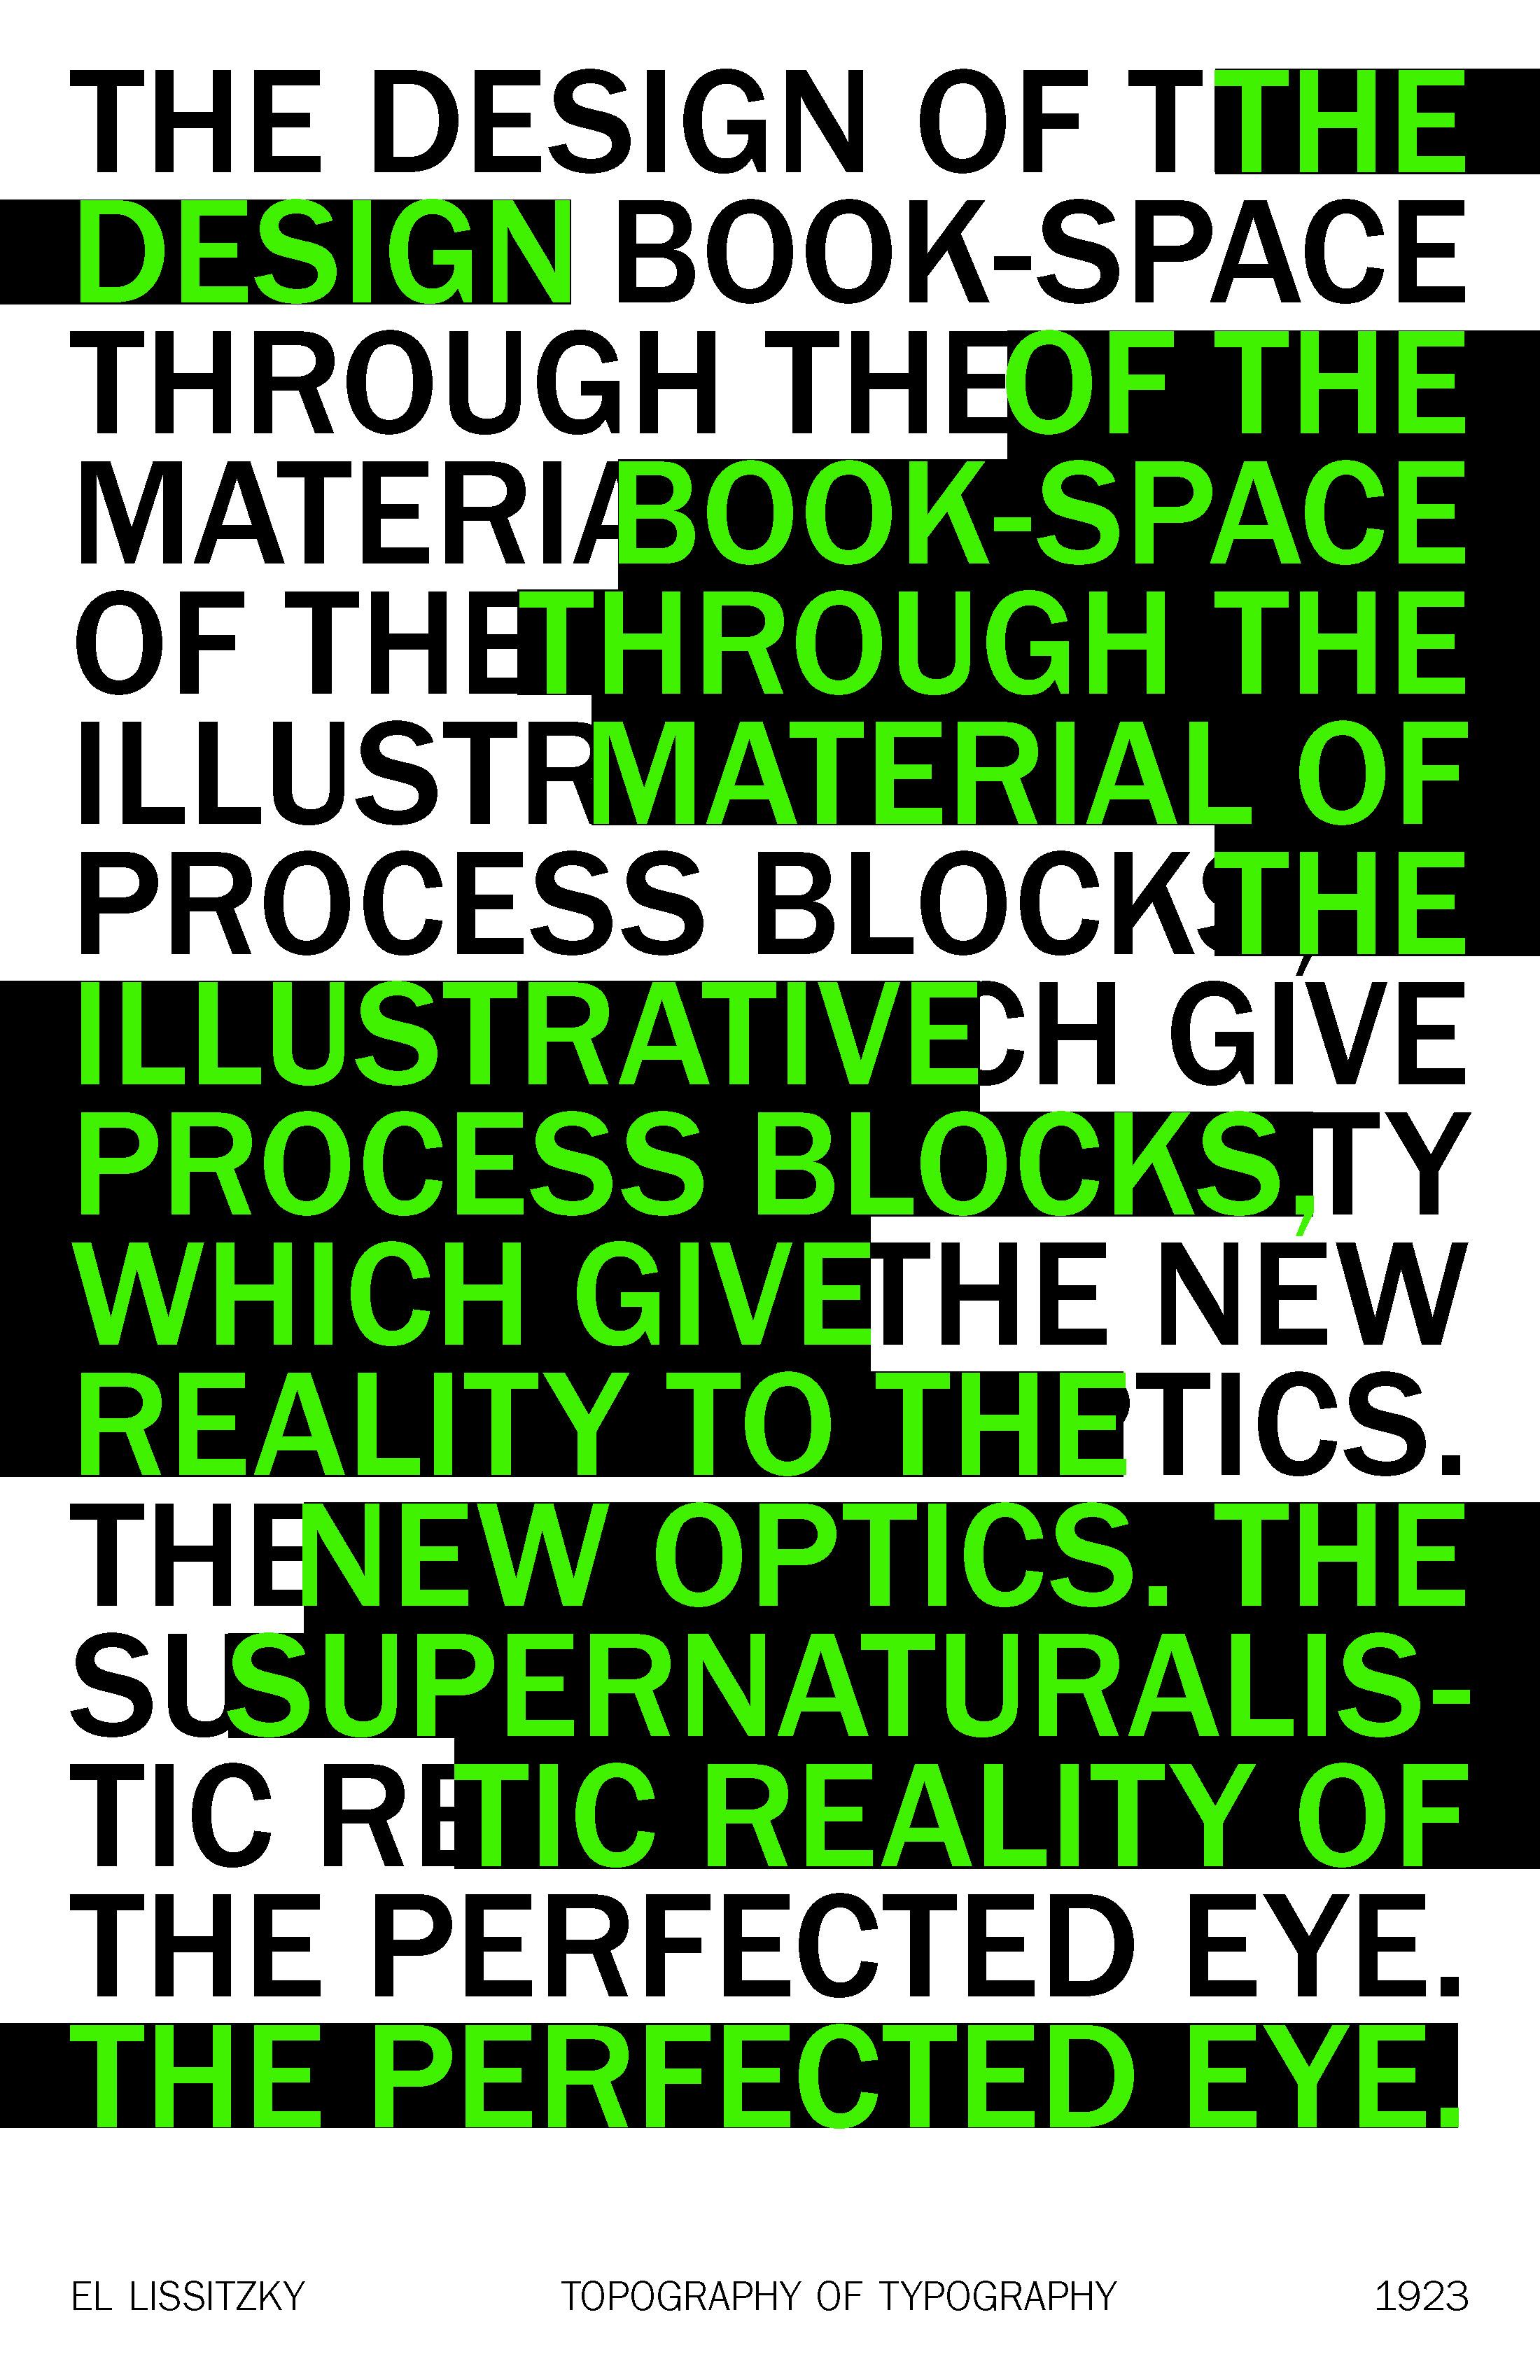 THE DESIGN OF T THE
DESIGN BOOK-SPACE
THROUGH THE OF THE
MATERIA BOOK-SPACE
OF THE THROUGH THE
ILLUSTR MATERIAL OF
PROCESS BLOCKS THE
ILLUSTRATIVE CH GIVE
PROCESS BLOCKS, TY
WHICH GIVE THE NEW
REALITY TO THE TICS.
THE NEW OPTICS. THE
SU SUPERNATURALIS-
TIC RE TIC REALITY OF
THE PERFECTED EYE.
THE PERFECTED EYE.
EL LISSITZKY TOPOGRAPHY OF TYPOGRAPHY 1923